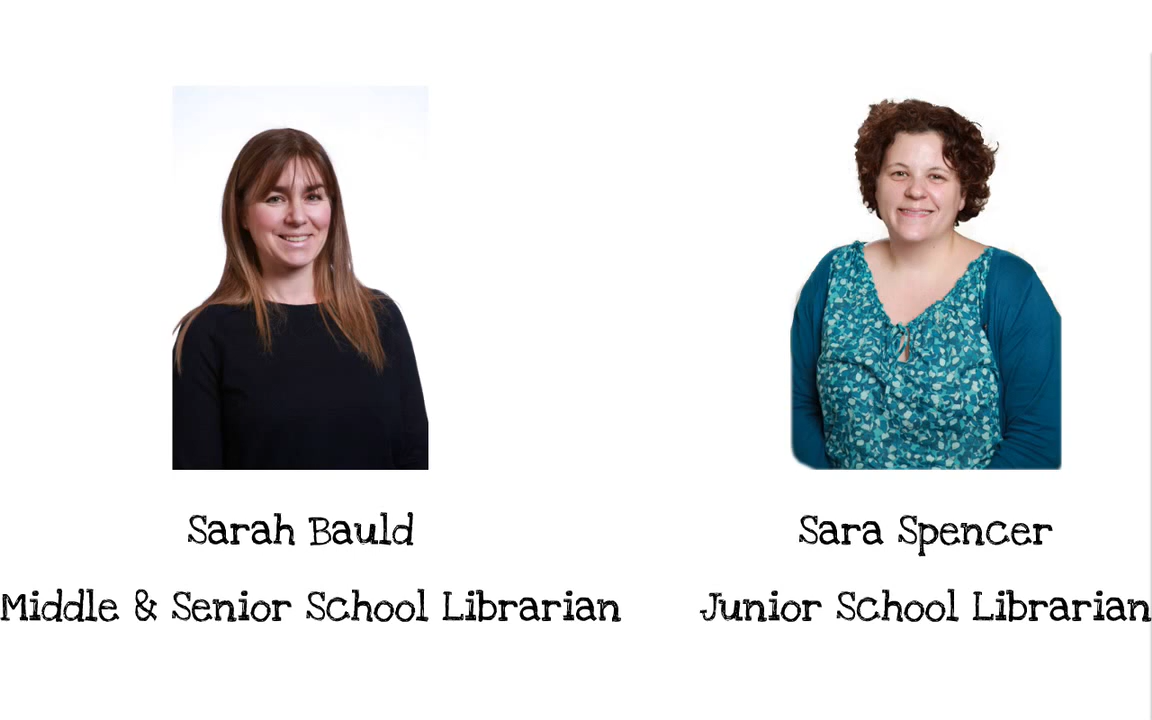 Sarah Bauld
Middle & Senior School Librarian
Sara Spencer
Junior School Librarian